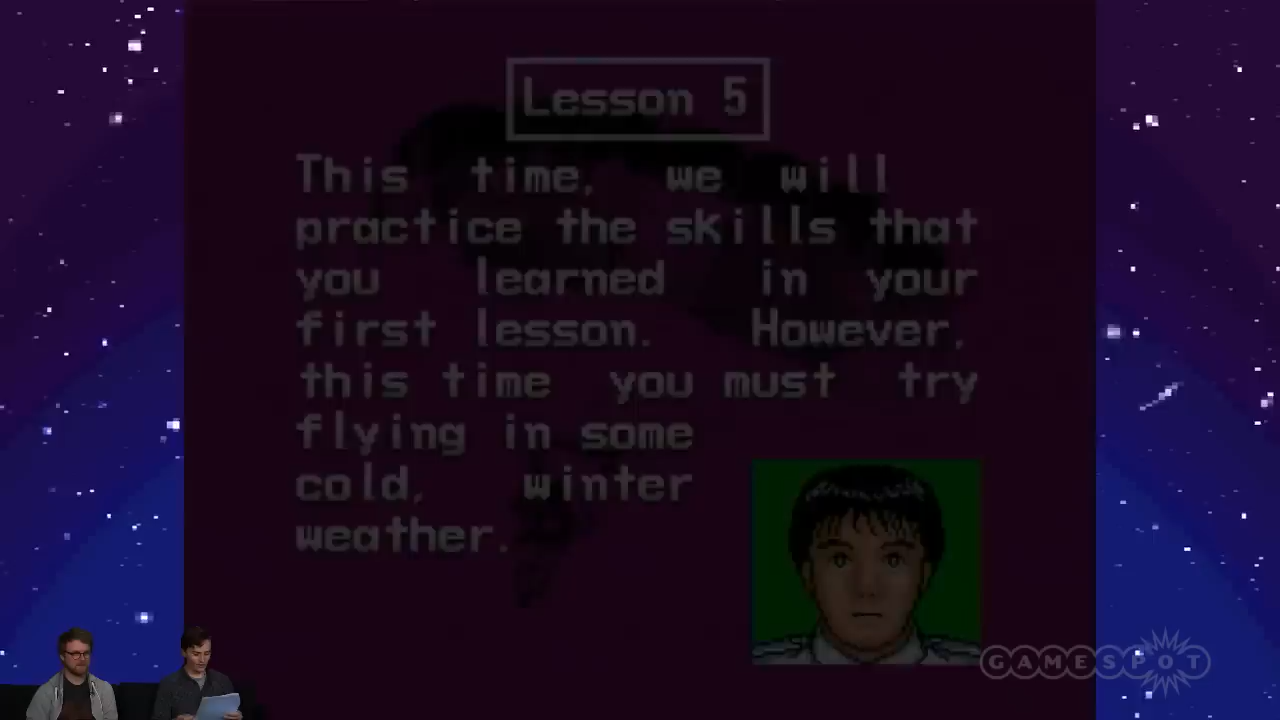 Lesson 5
This time, we will
practice the skills that
you learned in your
first lesson. However,
this time you must try
flying in some
cold, winter
weather.
GAMESPOT